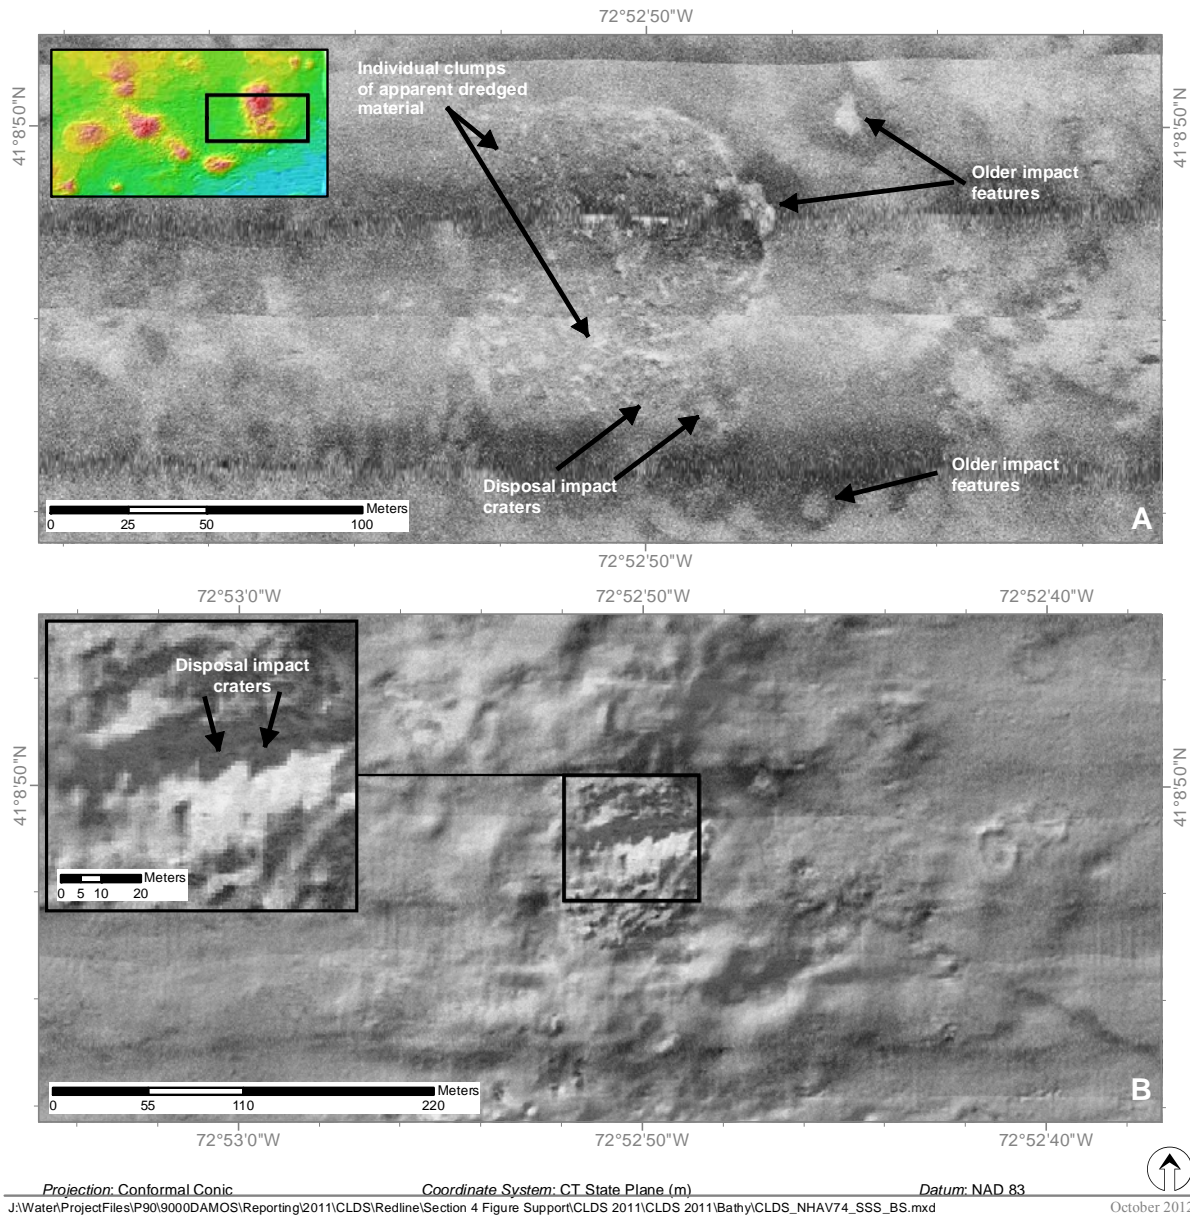 72°52'50"W
Individual clumps
of apparent dredged
material
41°8'50"N
41°8'50"N
Older impact
features
Older impact
features
Disposal impact
craters
Meters
0 25 50 100
A
72°52'50"W
72°53'0"W 72°52'50"W 72°52'40"W
Disposal impact
craters
41°8'50"N
41°8'50"N
Meters
0 5 10 20
Meters
0 55 110 220
B
72°53'0"W 72°52'50"W 72°52'40"W
Projection: Conformal Conic Coordinate System: CT State Plane (m) Datum: NAD 83
J:\Water\ProjectFiles\P90\9000DAMOS\Reporting\2011\CLDS\Redline\Section 4 Figure Support\CLDS 2011\CLDS 2011\Bathy\CLDS_NHAV74_SSS_BS.mxd October 2012